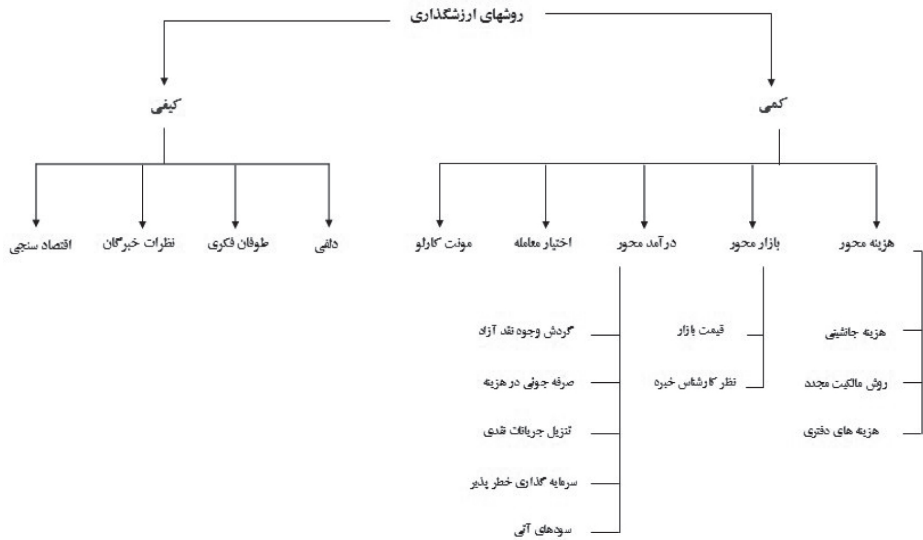 روشهای ارزشگذاری
کمی
کیفی
هزینه محور
بازار محور
درآمد محور
اختیار معامله
مونت کارلو
دلفی
طوفان فکری
نظرات خبرگان
اقتصاد سنجی
هزینه جانشینی
روش مالکیت مجدد
هزینه های دفتری
قیمت بازار
نظر کارشناس خبره
گردش وجوه نقد آزاد
صرفه جوئی در هزینه
تنزیل جریانات نقدی
سرمایه گذاری خطر پذیر
سودهای آتی